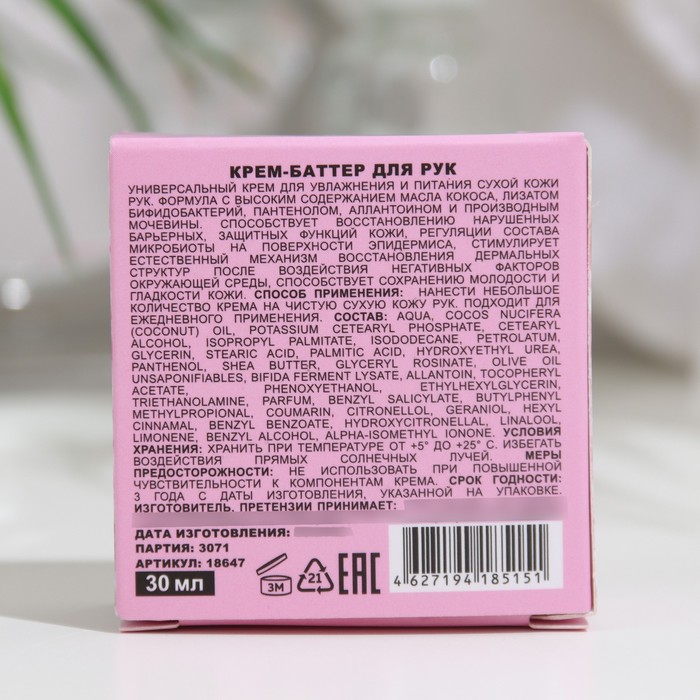 КРЕМ-БАТТЕР ДЛЯ РУК
УНИВЕРСАЛЬНЫЙ КРЕМ ДЛЯ УВЛАЖНЕНИЯ И ПИТАНИЯ СУХОЙ КОЖИ
РУК. ФОРМУЛА С ВЫСОКИМ СОДЕРЖАНИЕМ МАСЛА КОКОСА, ЛИЗАТОМ
БИФИДОБАКТЕРИЙ, ПАНТЕНОЛОМ, АЛЛАНТОИНОМ И ПРОИЗВОДНЫМ
МОЧЕВИНЫ. СПОСОБСТВУЕТ ВОССТАНОВЛЕНИЮ НАРУШЕННЫХ
БАРЬЕРНЫХ, ЗАЩИТНЫХ ФУНКЦИЙ КОЖИ, РЕГУЛЯЦИИ СОСТАВА
МИКРОБИОТЫ НА ПОВЕРХНОСТИ ЭПИДЕРМИСА, СТИМУЛИРУЕТ
ЕСТЕСТВЕННЫЙ МЕХАНИЗМ ВОССТАНОВЛЕНИЯ ДЕРМАЛЬНЫХ
СТРУКТУР ПОСЛЕ ВОЗДЕЙСТВИЯ НЕГАТИВНЫХ ФАКТОРОВ
ОКРУЖАЮЩЕЙ СРЕДЫ, СПОСОБСТВУЕТ СОХРАНЕНИЮ МОЛОДОСТИ И
ГЛАДКОСТИ КОЖИ. СПОСОБ ПРИМЕНЕНИЯ: НАНЕСТИ НЕБОЛЬШОЕ
КОЛИЧЕСТВО КРЕМА НА ЧИСТУЮ СУХУЮ КОЖУ РУК. ПОДХОДИТ ДЛЯ
ЕЖЕДНЕВНОГО ПРИМЕНЕНИЯ. СОСТАВ: AQUA, COCOS NUCIFERA
(COCONUT) OIL, POTASSIUM CETEARYL PHOSPHATE, CETEARYL
ALCOHOL, ISOPROPYL PALMITATE, ISODODECANE, PETROLATUM,
GLYCERIN, STEARIC ACID, PALMITIC ACID, HYDROXYETHYL UREA,
PANTHENOL, SHEA BUTTER, GLYCERYL ROSINATE, OLIVE OIL
UNSAPONIFIABLES, BIFIDA FERMENT LYSATE, ALLANTOIN, TOCOPHERYL
ACETATE, PHENOXYETHANOL, ETHYLHEXYLGLYCERIN,
TRIETHANOLAMINE, PARFUM, BENZYL SALICYLATE, BUTYLPHENYL
METHYLPROPIONAL, COUMARIN, CITRONELLOL, GERANIOL, HEXYL
CINNAMAL, BENZYL BENZOATE, HYDROXYCITRONELLAL, LINALOOL,
LIMONENE, BENZYL ALCOHOL, ALPHA-ISOMETHYL IONONE. УСЛОВИЯ
ХРАНЕНИЯ: ХРАНИТЬ ПРИ ТЕМПЕРАТУРЕ ОТ +5° ДО +25° С. ИЗБЕГАТЬ
ВОЗДЕЙСТВИЯ ПРЯМЫХ СОЛНЕЧНЫХ ЛУЧЕЙ. МЕРЫ
ПРЕДОСТОРОЖНОСТИ: НЕ ИСПОЛЬЗОВАТЬ ПРИ ПОВЫШЕННОЙ
ЧУВСТВИТЕЛЬНОСТИ К КОМПОНЕНТАМ КРЕМА. СРОК ГОДНОСТИ:
3 ГОДА С ДАТЫ ИЗГОТОВЛЕНИЯ, УКАЗАННОЙ НА УПАКОВКЕ.
ИЗГОТОВИТЕЛЬ, ПРЕТЕНЗИИ ПРИНИМАЕТ:
ДАТА ИЗГОТОВЛЕНИЯ:
ПАРТИЯ: 3071
АРТИКУЛ: 18647
30 МЛ
3М
21
EAC
4 627194 185151